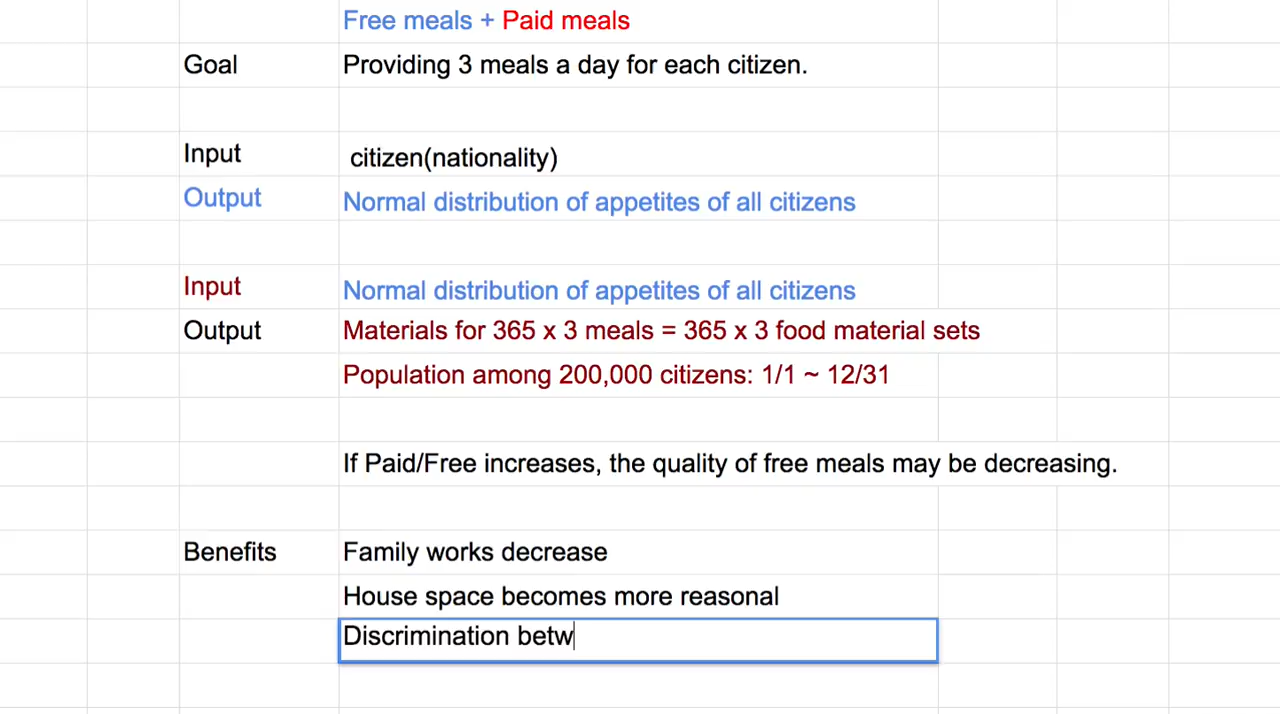 Free meals + Paid meals
Goal Providing 3 meals a day for each citizen.
Input citizen(nationality)
Output Normal distribution of appetites of all citizens
Input Normal distribution of appetites of all citizens
Output Materials for 365 x 3 meals = 365 x 3 food material sets
Population among 200,000 citizens: 1/1 ~ 12/31
If Paid/Free increases, the quality of free meals may be decreasing.
Benefits Family works decrease
House space becomes more reasonal
Discrimination betw